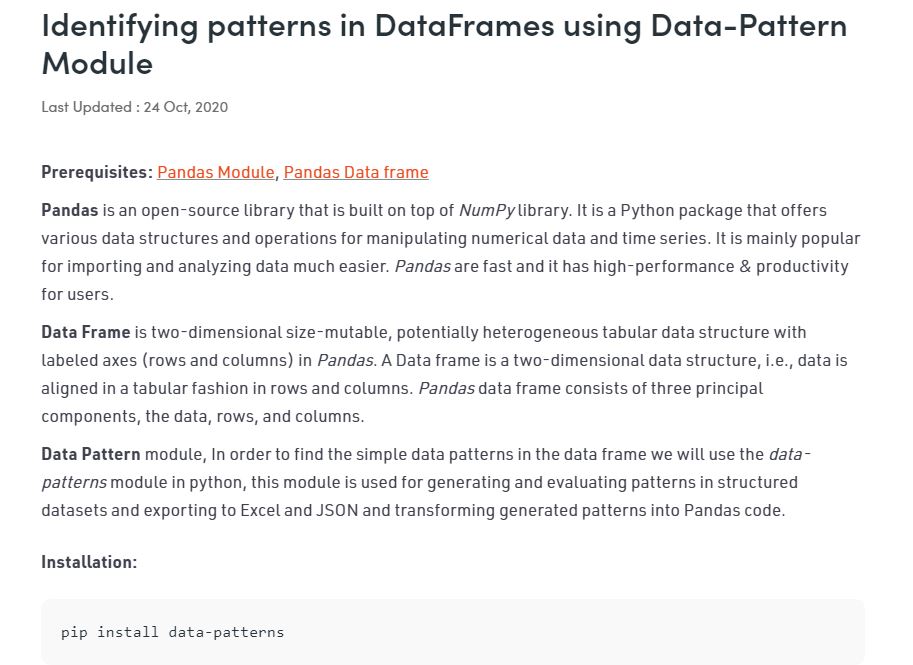 Identifying patterns in DataFrames using Data-Pattern
Module
Last Updated : 24 Oct, 2020
Prerequisites: Pandas Module, Pandas Data frame
Pandas is an open-source library that is built on top of NumPy library. It is a Python package that offers
various data structures and operations for manipulating numerical data and time series. It is mainly popular
for importing and analyzing data much easier. Pandas are fast and it has high-performance & productivity
for users.
Data Frame is two-dimensional size-mutable, potentially heterogeneous tabular data structure with
labeled axes (rows and columns) in Pandas. A Data frame is a two-dimensional data structure, i.e., data is
aligned in a tabular fashion in rows and columns. Pandas data frame consists of three principal
components, the data, rows, and columns.
Data Pattern module, In order to find the simple data patterns in the data frame we will use the data-
patterns module in python, this module is used for generating and evaluating patterns in structured
datasets and exporting to Excel and JSON and transforming generated patterns into Pandas code.
Installation:
pip install data-patterns